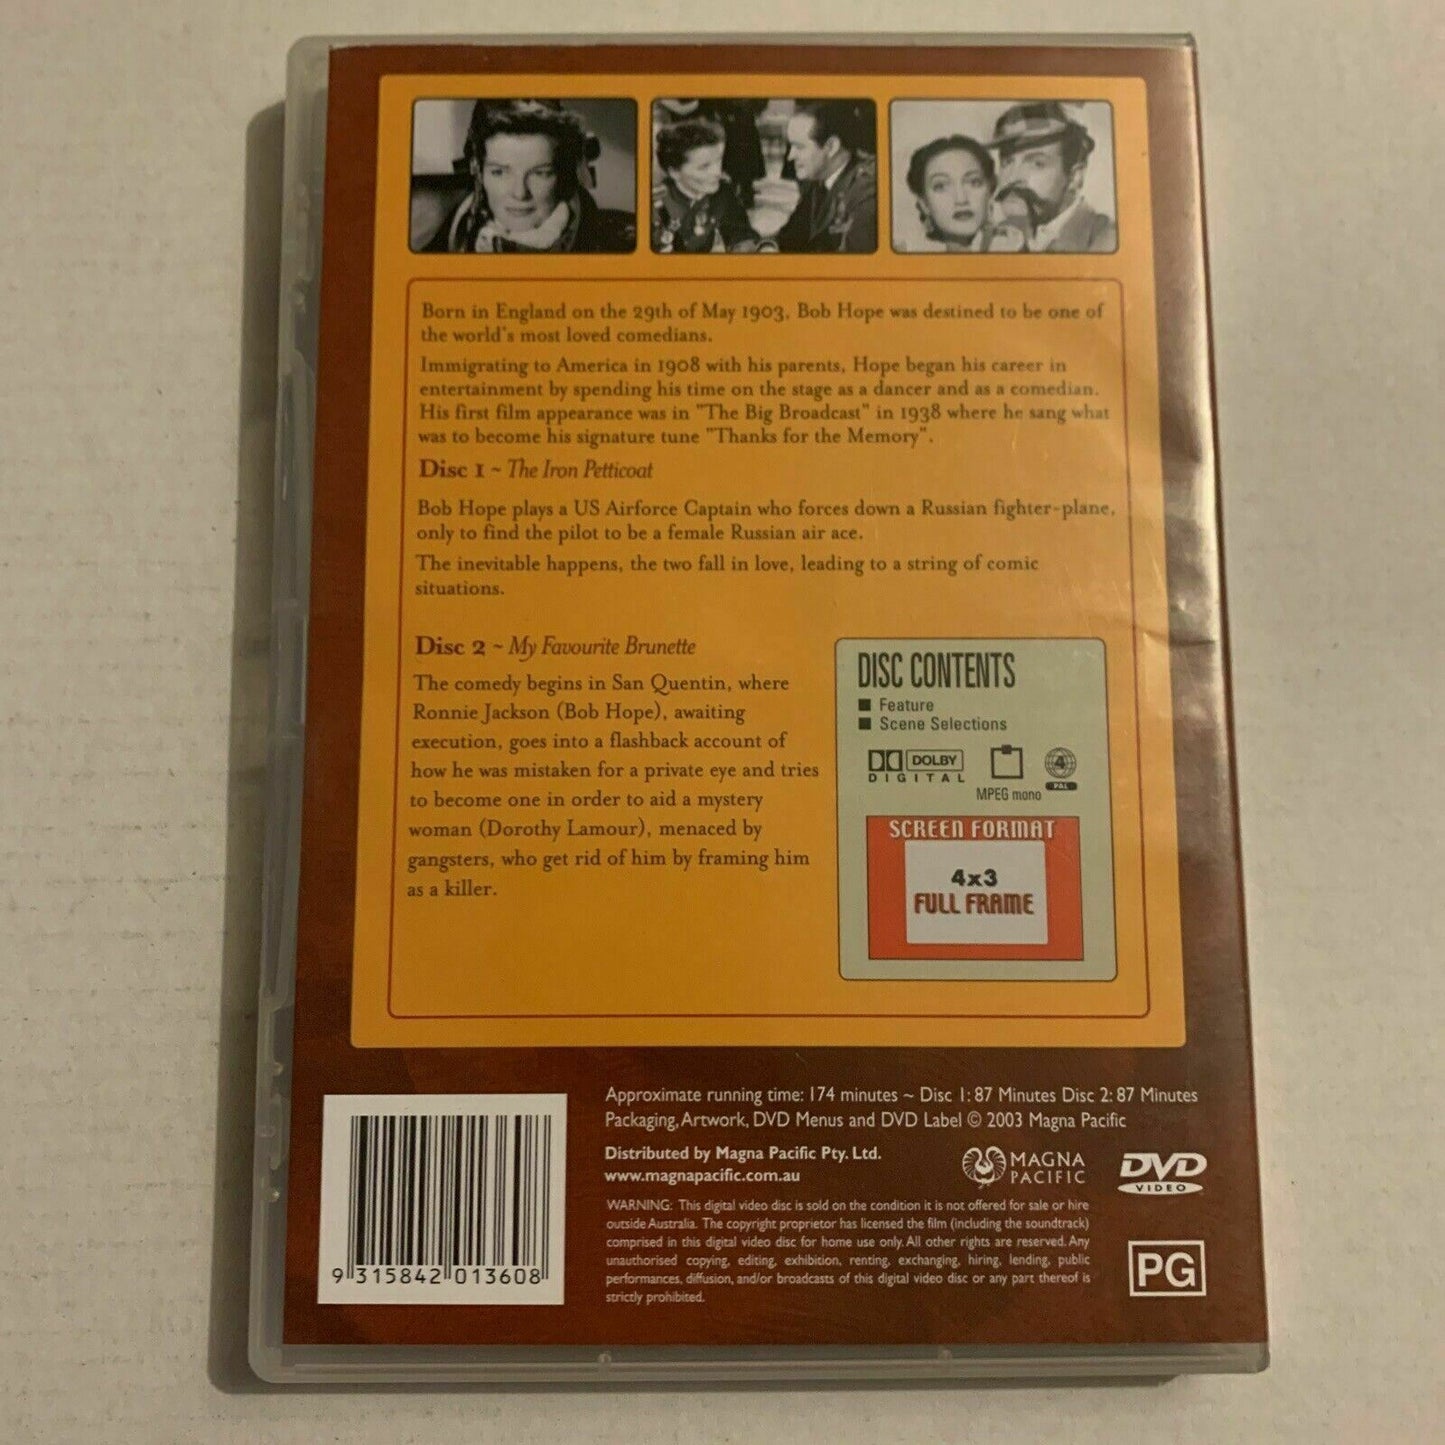 Born in England on the 29th of May 1903, Bob Hope was destined to be one of
the world's most loved comedians.
Immigrating to America in 1908 with his parents, Hope began his career in
entertainment by spending his time on the stage as a dancer and as a comedian.
His first film appearance was in "The Big Broadcast" in 1938 where he sang what
was to become his signature tune "Thanks for the Memory".
Disc 1 ~ The Iron Petticoat
Bob Hope plays a US Airforce Captain who forces down a Russian fighter-plane,
only to find the pilot to be a female Russian air ace.
The inevitable happens, the two fall in love, leading to a string of comic
situations.
Disc 2 ~ My Favourite Brunette
The comedy begins in San Quentin, where
Ronnie Jackson (Bob Hope), awaiting
execution, goes into a flashback account of
how he was mistaken for a private eye and tries
to become one in order to aid a mystery
woman (Dorothy Lamour), menaced by
gangsters, who get rid of him by framing him
as a killer.
DISC CONTENTS
Feature
Scene Selections
DOLBY
DIGITAL
MPEG mono
4
PAL
SCREEN FORMAT
4x3
FULL FRAME
Approximate running time: 174 minutes ~ Disc 1: 87 Minutes Disc 2: 87 Minutes
Packaging, Artwork, DVD Menus and DVD Label © 2003 Magna Pacific
Distributed by Magna Pacific Pty. Ltd.
www.magnapacific.com.au
MAGNA
PACIFIC
DVD
VIDEO
WARNING: This digital video disc is sold on the condition it is not offered for sale or hire
outside Australia. The copyright proprietor has licensed the film (including the soundtrack)
comprised in this digital video disc for home use only. All other rights are reserved. Any
unauthorised copying, editing, exhibition, renting, exchanging, hiring, lending, public
performances, diffusion, and/or broadcasts of this digital video disc or any part thereof is
strictly prohibited.
PG
9 315842 013608